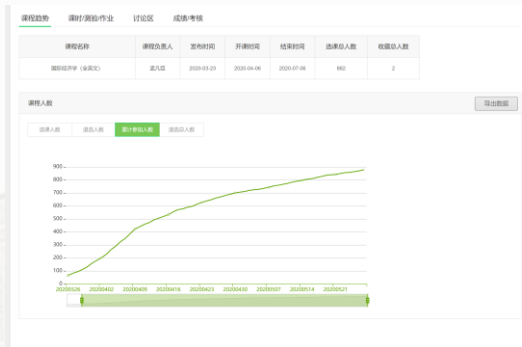 课程趋势 课时/测验/作业 讨论区 成绩/考核
课程名称 课程负责人 发布时间 开课时间 结束时间 选课总人数 收藏总人数
国际经济学（全英文） 孟凡臣 2020-03-23 2020-04-06 2020-07-06 882 2
课程人数 导出数据
选课人数 退选人数 累计参加人数 退选总人数
900
800
700
600
500
400
300
200
100
0
20200326 20200402 20200409 20200416 20200423 20200430 20200507 20200514 20200521